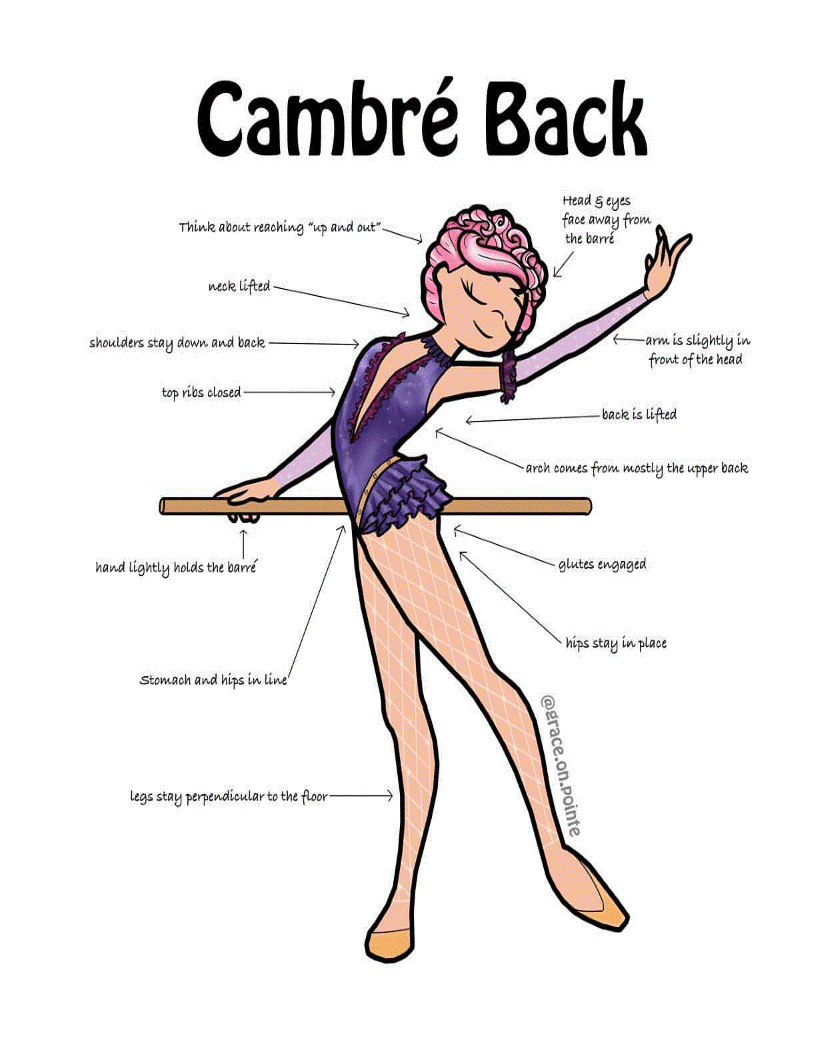 Cambré Back
Think about reaching "up and out"
Head & eyes
face away from
the barré
neck lifted
shoulders stay down and back
arm is slightly in
front of the head
top ribs closed
back is lifted
arch comes from mostly the upper back
hand lightly holds the barré
glutes engaged
hips stay in place
Stomach and hips in line
@grace.on.pointe
legs stay perpendicular to the floor